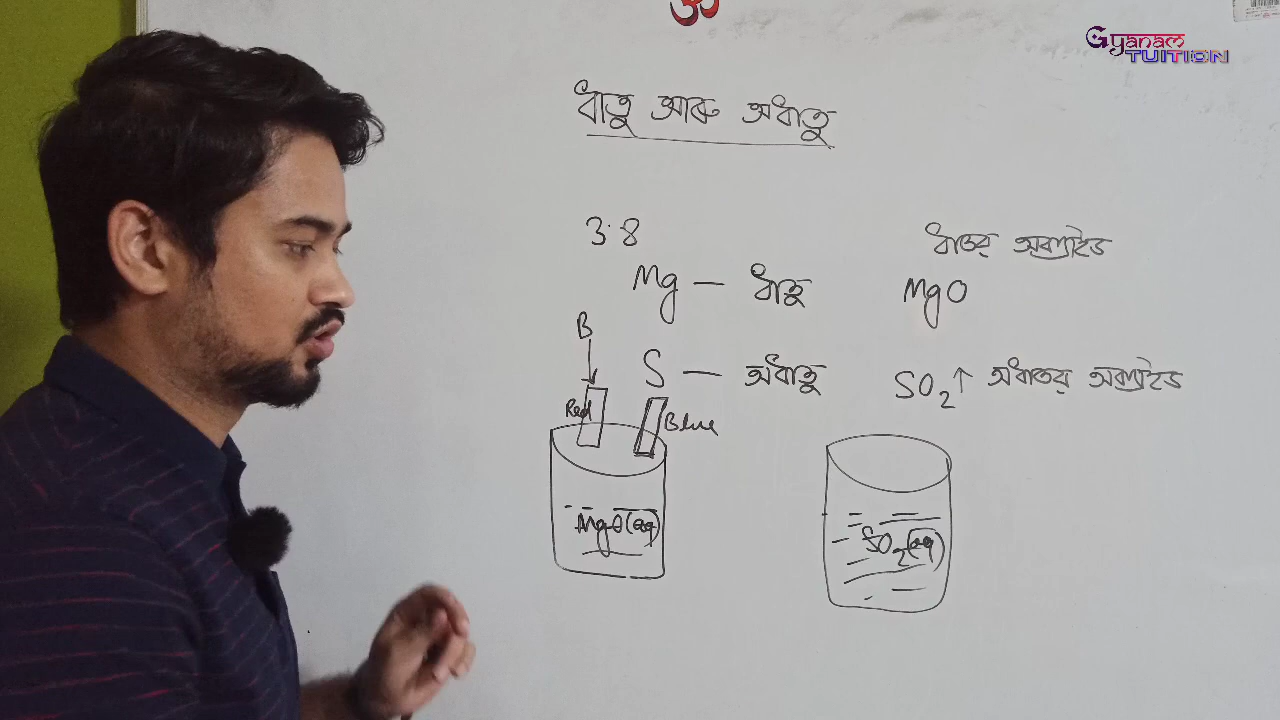 ॐ
Gyanam
TUITION
ধাতু আৰু অধাতু
3.8
ধাতুৰ অক্সাইড
Mg — ধাতু
MgO
B
S — অধাতু
SO₂↑ অধাতুৰ অক্সাইড
Red
Blue
MgO(aq)
SO₂(aq)